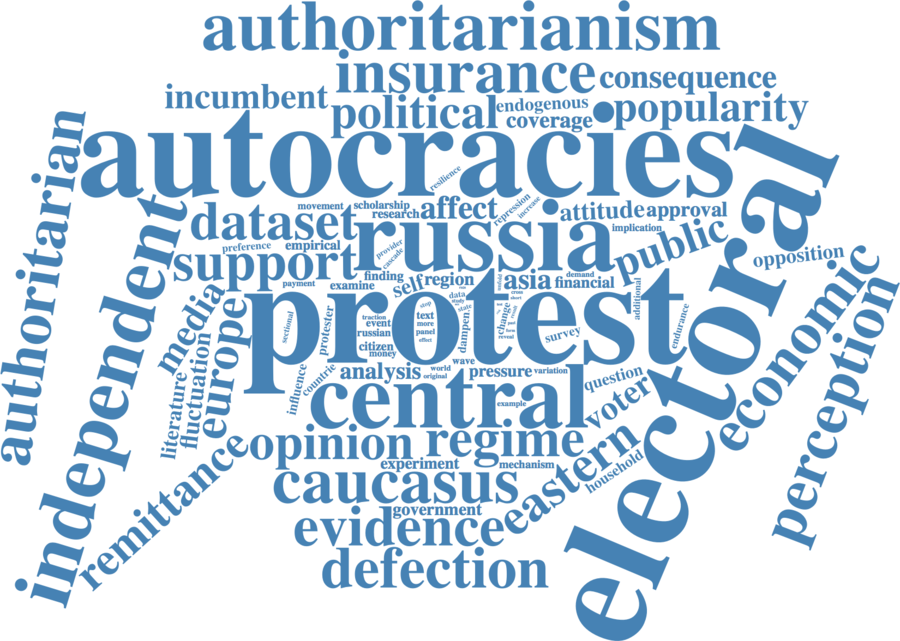 authoritarianism
insurance
consequence
incumbent
political
endogenous
coverage
popularity
autocracies
resilience
authoritarian
independent
dataset
movement
scholarship
research
affect
repression
increase
attitude
approval
implication
electoral
russia
public
preference
empirical
provider
cascade
opposition
support
payment
finding
examine
self
region
asia
demand
financial
economic
perception
media
europe
protest
sectional
protester
traction
event
russian
text
more
panel
effect
data
study
state
dampen
cross
short
change
reveal
survey
additional
endurance
literature
fluctuation
citizen
money
wave
influence
countrie
analysis
world
original
pressure
variation
question
central
example
voter
remittance
opinion
regime
experiment
mechanism
eastern
household
caucasus
government
evidence
defection